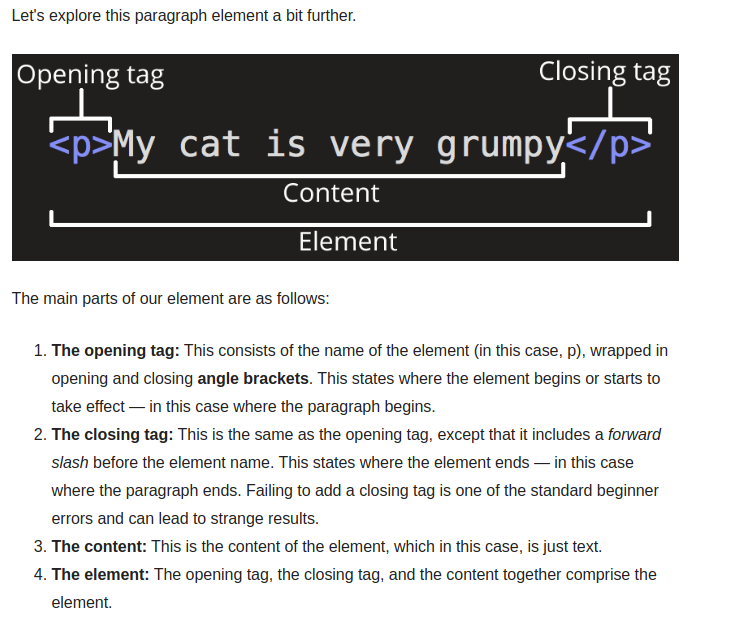 Let's explore this paragraph element a bit further.
Opening tag
Closing tag
<p>My cat is very grumpy</p>
Content
Element
The main parts of our element are as follows:
1. The opening tag: This consists of the name of the element (in this case, p), wrapped in
opening and closing angle brackets. This states where the element begins or starts to
take effect — in this case where the paragraph begins.
2. The closing tag: This is the same as the opening tag, except that it includes a forward
slash before the element name. This states where the element ends — in this case
where the paragraph ends. Failing to add a closing tag is one of the standard beginner
errors and can lead to strange results.
3. The content: This is the content of the element, which in this case, is just text.
4. The element: The opening tag, the closing tag, and the content together comprise the
element.